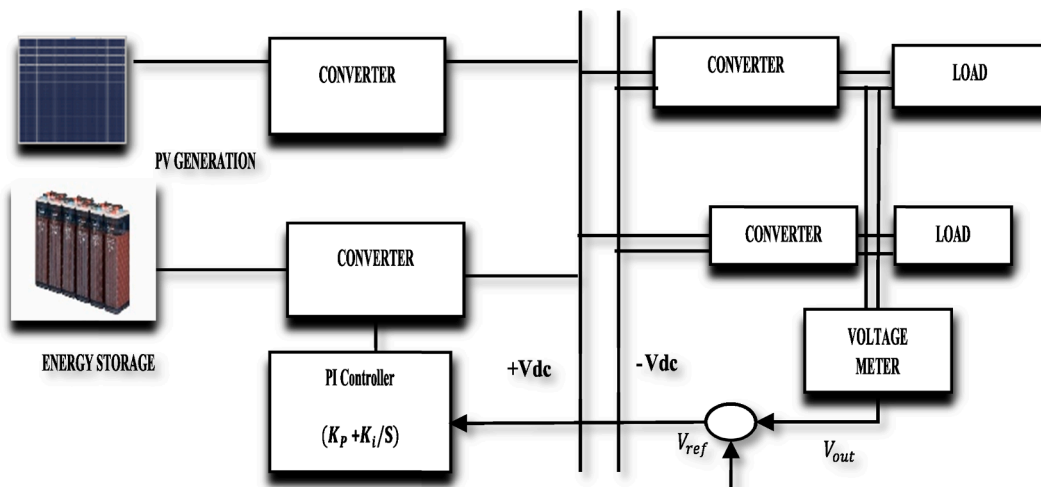 CONVERTER
CONVERTER
LOAD
PV GENERATION
CONVERTER
CONVERTER
LOAD
ENERGY STORAGE
PI Controller
(K_P +K_i/S)
+Vdc
-Vdc
VOLTAGE
METER
V_ref
V_out